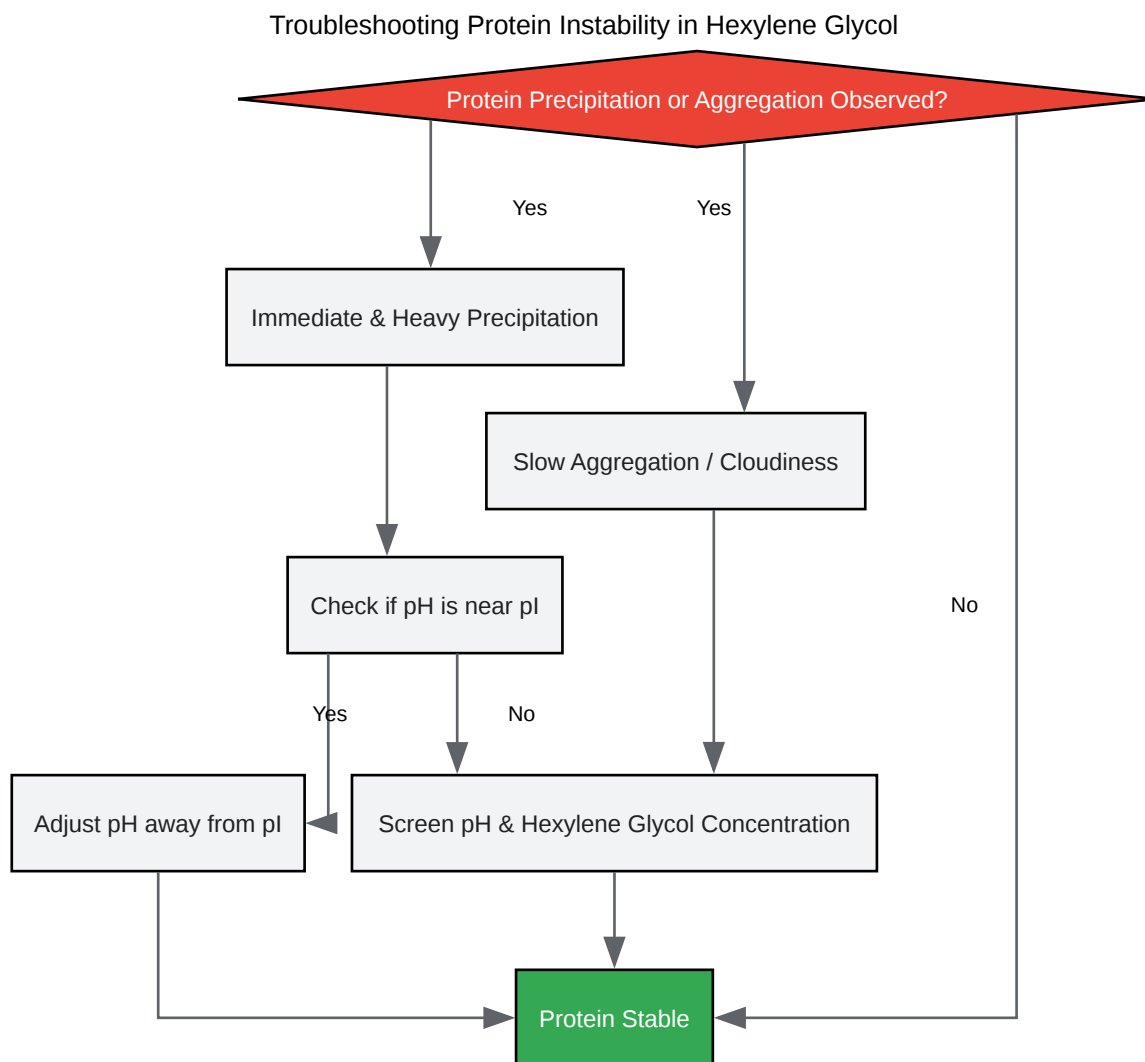 Troubleshooting Protein Instability in Hexylene Glycol
Protein Precipitation or Aggregation Observed?
Yes
Yes
Immediate & Heavy Precipitation
Slow Aggregation / Cloudiness
Check if pH is near pI
No
Yes
No
Adjust pH away from pI
Screen pH & Hexylene Glycol Concentration
Protein Stable